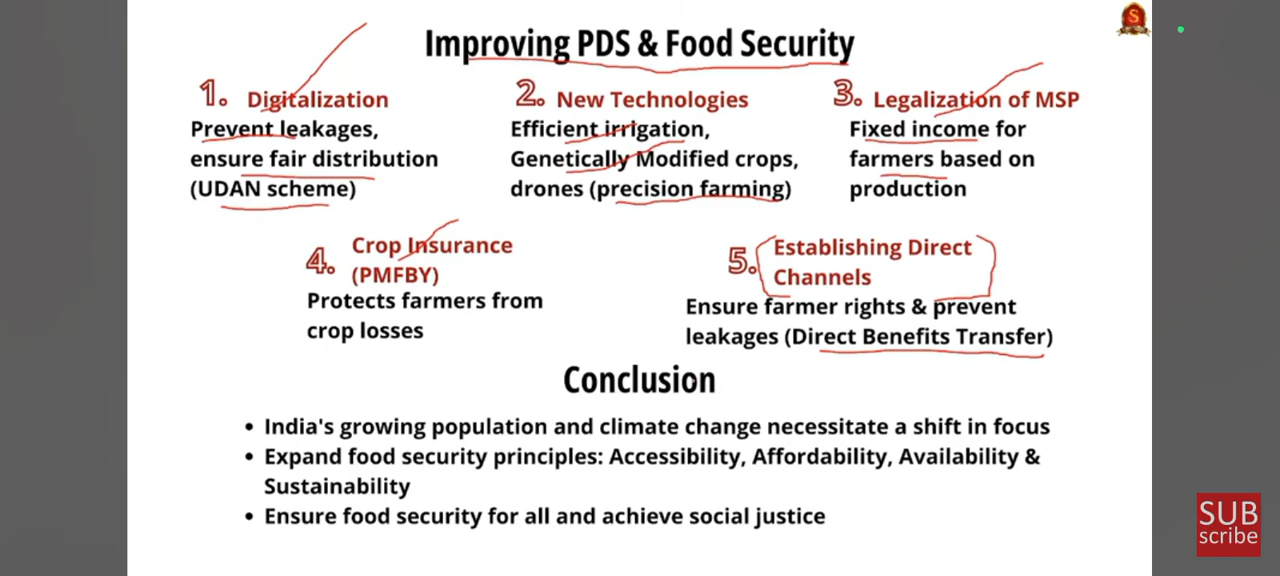 Improving PDS & Food Security
1. Digitalization
Prevent leakages,
ensure fair distribution
(UDAN scheme)
2. New Technologies
Efficient irrigation,
Genetically Modified crops,
drones (precision farming)
3. Legalization of MSP
Fixed income for
farmers based on
production
4. Crop Insurance
(PMFBY)
Protects farmers from
crop losses
5. Establishing Direct
Channels
Ensure farmer rights & prevent
leakages (Direct Benefits Transfer)
Conclusion
• India's growing population and climate change necessitate a shift in focus
• Expand food security principles: Accessibility, Affordability, Availability &
Sustainability
• Ensure food security for all and achieve social justice
S
SUB
scribe